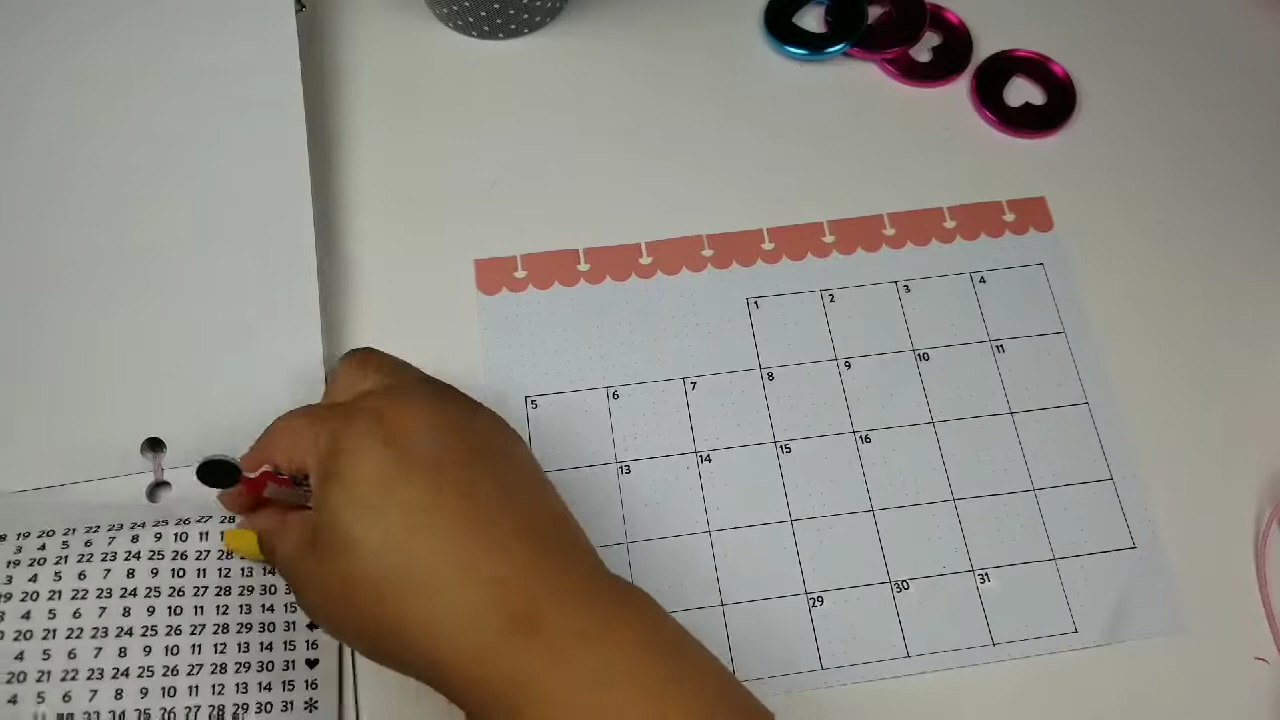 1 2 3 4
5 6 7 8 9 10 11
13 14 15 16
29 30 31
19 20 21 22 23 24 25 26 27 28
3 4 5 6 7 8 9 10 11
19 20 21 22 23 24 25 26 27 28
3 4 5 6 7 8 9 10 11 12 13 14
19 20 21 22 23 24 25 26 27 28 29 30
3 4 5 6 7 8 9 10 11 12 13 14 15
20 21 22 23 24 25 26 27 28 29 30 31
4 5 6 7 8 9 10 11 12 13 14 15 16
20 21 22 23 24 25 26 27 28 29 30 31 ♥
4 5 6 7 8 9 10 11 12 13 14 15 16
25 26 27 28 29 30 31 *